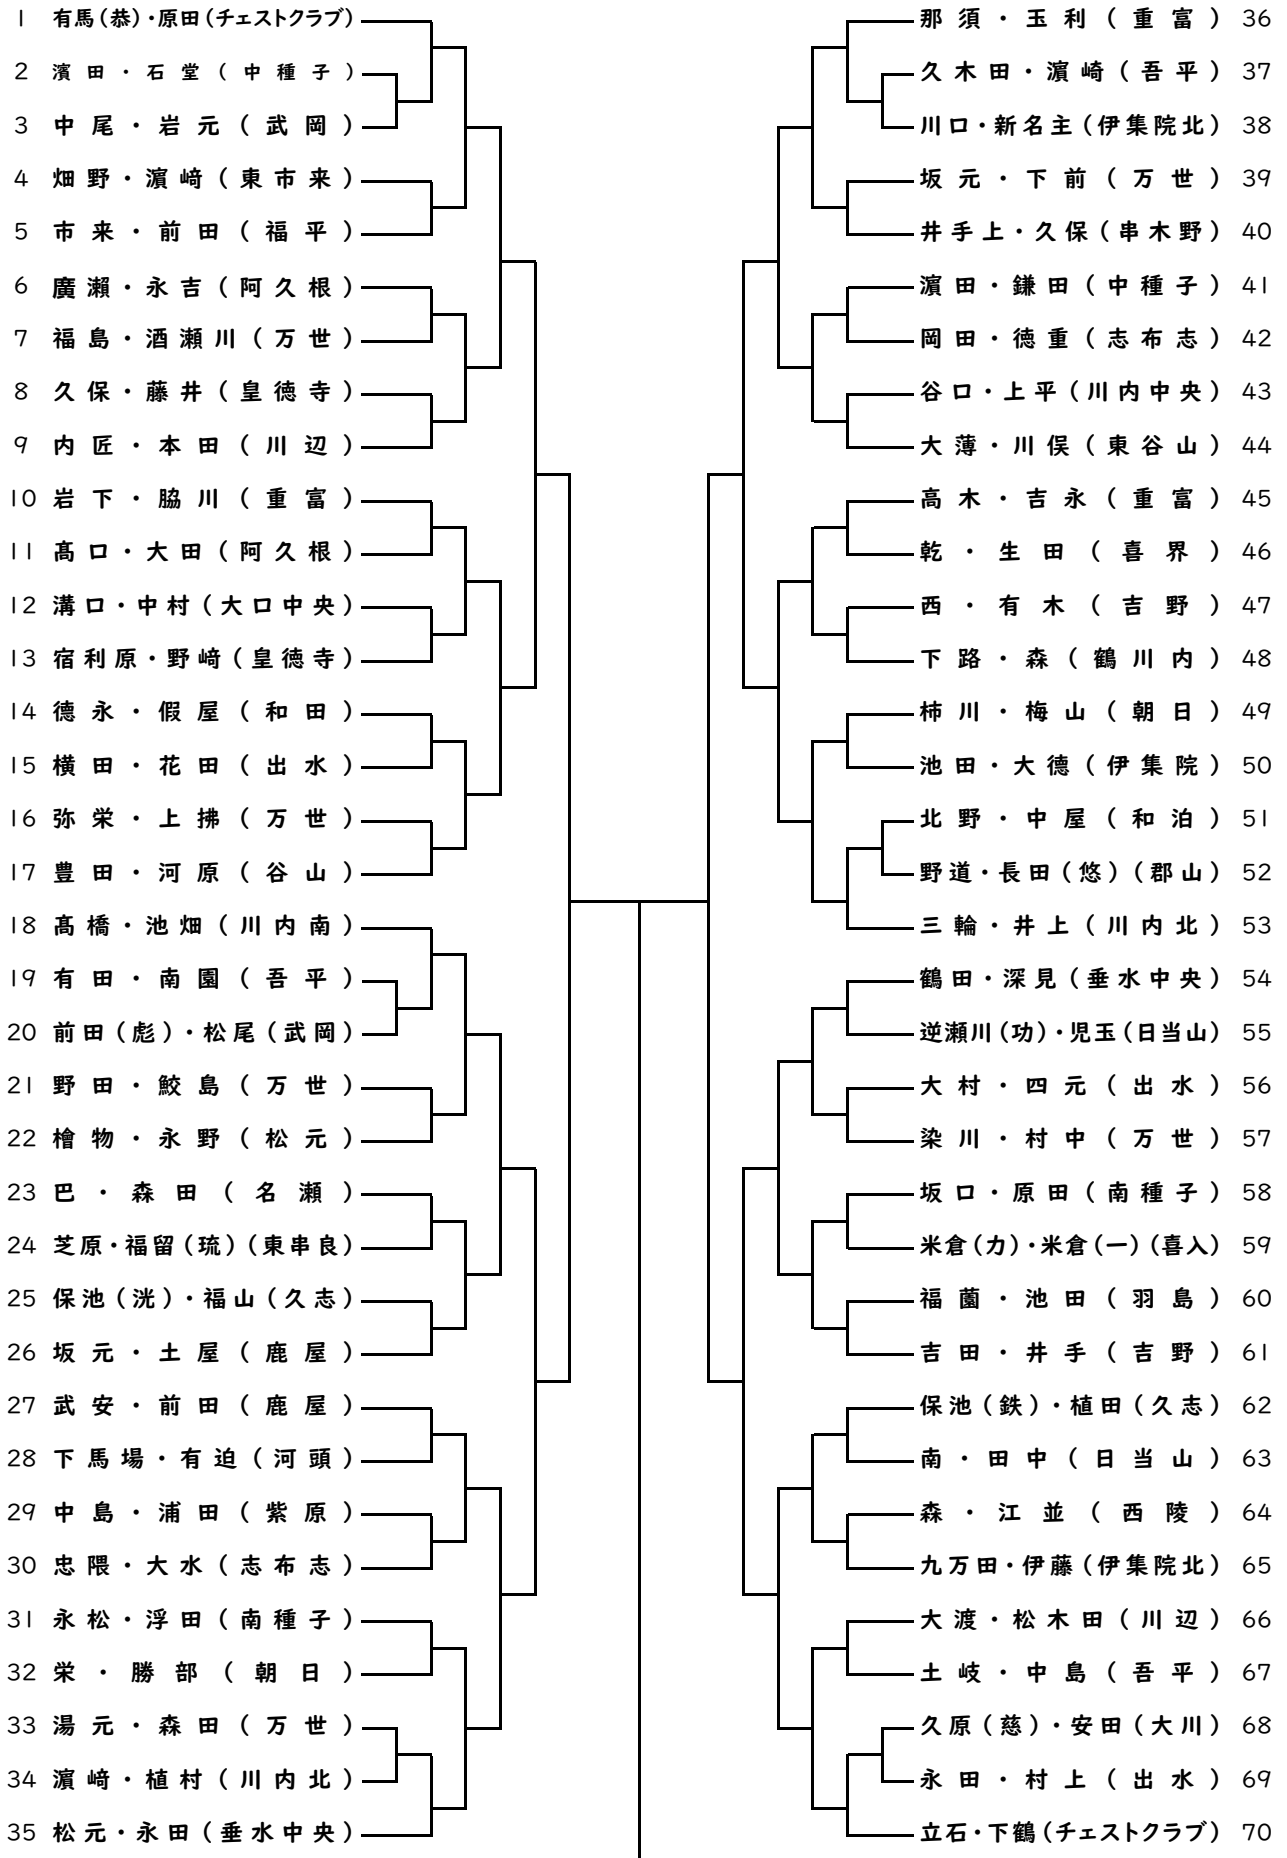 1 有馬(恭)・原田(チェストクラブ)
2 濱田・石堂(中種子)
3 中尾・岩元(武岡)
4 畑野・濵﨑(東市来)
5 市来・前田(福平)
6 廣瀬・永吉(阿久根)
7 福島・酒瀬川(万世)
8 久保・藤井(皇徳寺)
9 内匠・本田(川辺)
10 岩下・脇川(重富)
11 髙口・大田(阿久根)
12 溝口・中村(大口中央)
13 宿利原・野﨑(皇徳寺)
14 德永・假屋(和田)
15 横田・花田(出水)
16 弥栄・上拂(万世)
17 豊田・河原(谷山)
18 髙橋・池畑(川内南)
19 有田・南園(吾平)
20 前田(彪)・松尾(武岡)
21 野田・鮫島(万世)
22 檜物・永野(松元)
23 巴・森田(名瀬)
24 芝原・福留(琉)(東串良)
25 保池(洸)・福山(久志)
26 坂元・土屋(鹿屋)
27 武安・前田(鹿屋)
28 下馬場・有迫(河頭)
29 中島・浦田(紫原)
30 忠隈・大水(志布志)
31 永松・浮田(南種子)
32 栄・勝部(朝日)
33 湯元・森田(万世)
34 濵﨑・植村(川内北)
35 松元・永田(垂水中央)
那須・玉利(重富) 36
久木田・濵崎(吾平) 37
川口・新名主(伊集院北) 38
坂元・下前(万世) 39
井手上・久保(串木野) 40
濵田・鎌田(中種子) 41
岡田・徳重(志布志) 42
谷口・上平(川内中央) 43
大薄・川俣(東谷山) 44
高木・吉永(重富) 45
乾・生田(喜界) 46
西・有木(吉野) 47
下路・森(鶴川内) 48
柿川・梅山(朝日) 49
池田・大德(伊集院) 50
北野・中屋(和泊) 51
野道・長田(悠)(郡山) 52
三輪・井上(川内北) 53
鶴田・深見(垂水中央) 54
逆瀬川(功)・児玉(日当山) 55
大村・四元(出水) 56
染川・村中(万世) 57
坂口・原田(南種子) 58
米倉(力)・米倉(一)(喜入) 59
福薗・池田(羽島) 60
吉田・井手(吉野) 61
保池(鉄)・植田(久志) 62
南・田中(日当山) 63
森・江並(西陵) 64
九万田・伊藤(伊集院北) 65
大渡・松木田(川辺) 66
土岐・中島(吾平) 67
久原(慈)・安田(大川) 68
永田・村上(出水) 69
立石・下鶴(チェストクラブ) 70